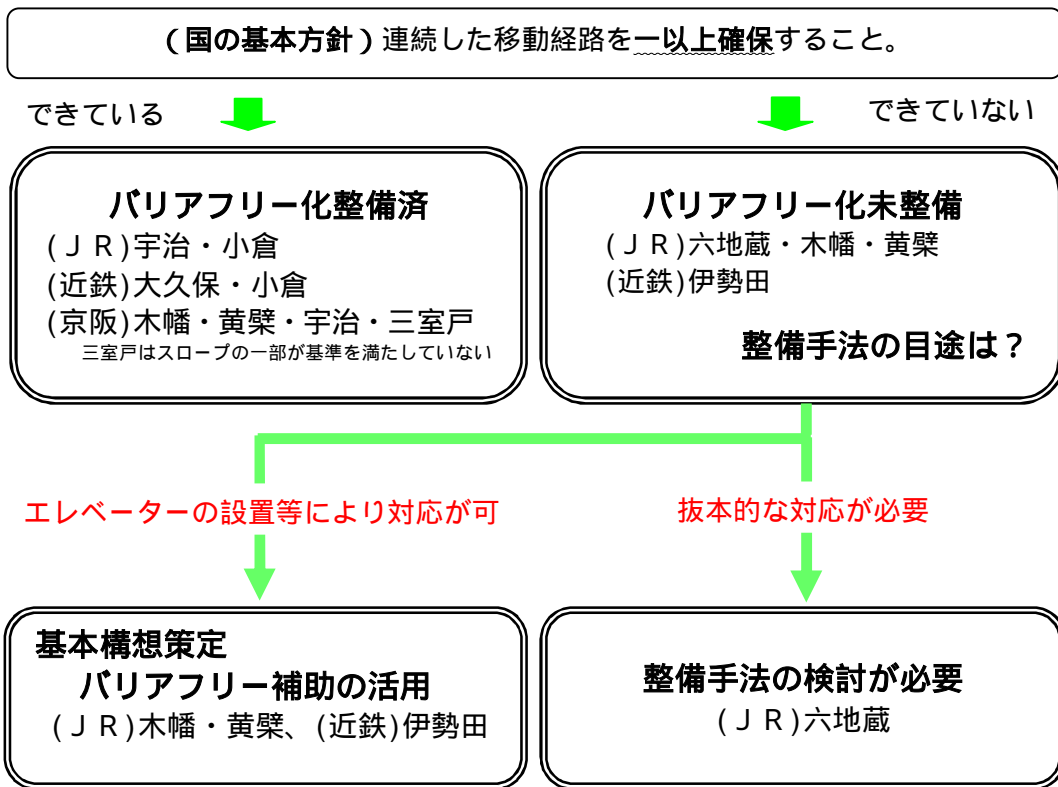 (国の基本方針)連続した移動経路を一以上確保すること。
できている
できていない
バリアフリー化整備済
(ＪＲ)宇治・小倉
(近鉄)大久保・小倉
(京阪)木幡・黄檗・宇治・三室戸
三室戸はスロープの一部が基準を満たしていない
バリアフリー化未整備
(ＪＲ)六地蔵・木幡・黄檗
(近鉄)伊勢田
整備手法の目途は？
エレベーターの設置等により対応が可
抜本的な対応が必要
基本構想策定
バリアフリー補助の活用
(ＪＲ)木幡・黄檗、(近鉄)伊勢田
整備手法の検討が必要
(ＪＲ)六地蔵